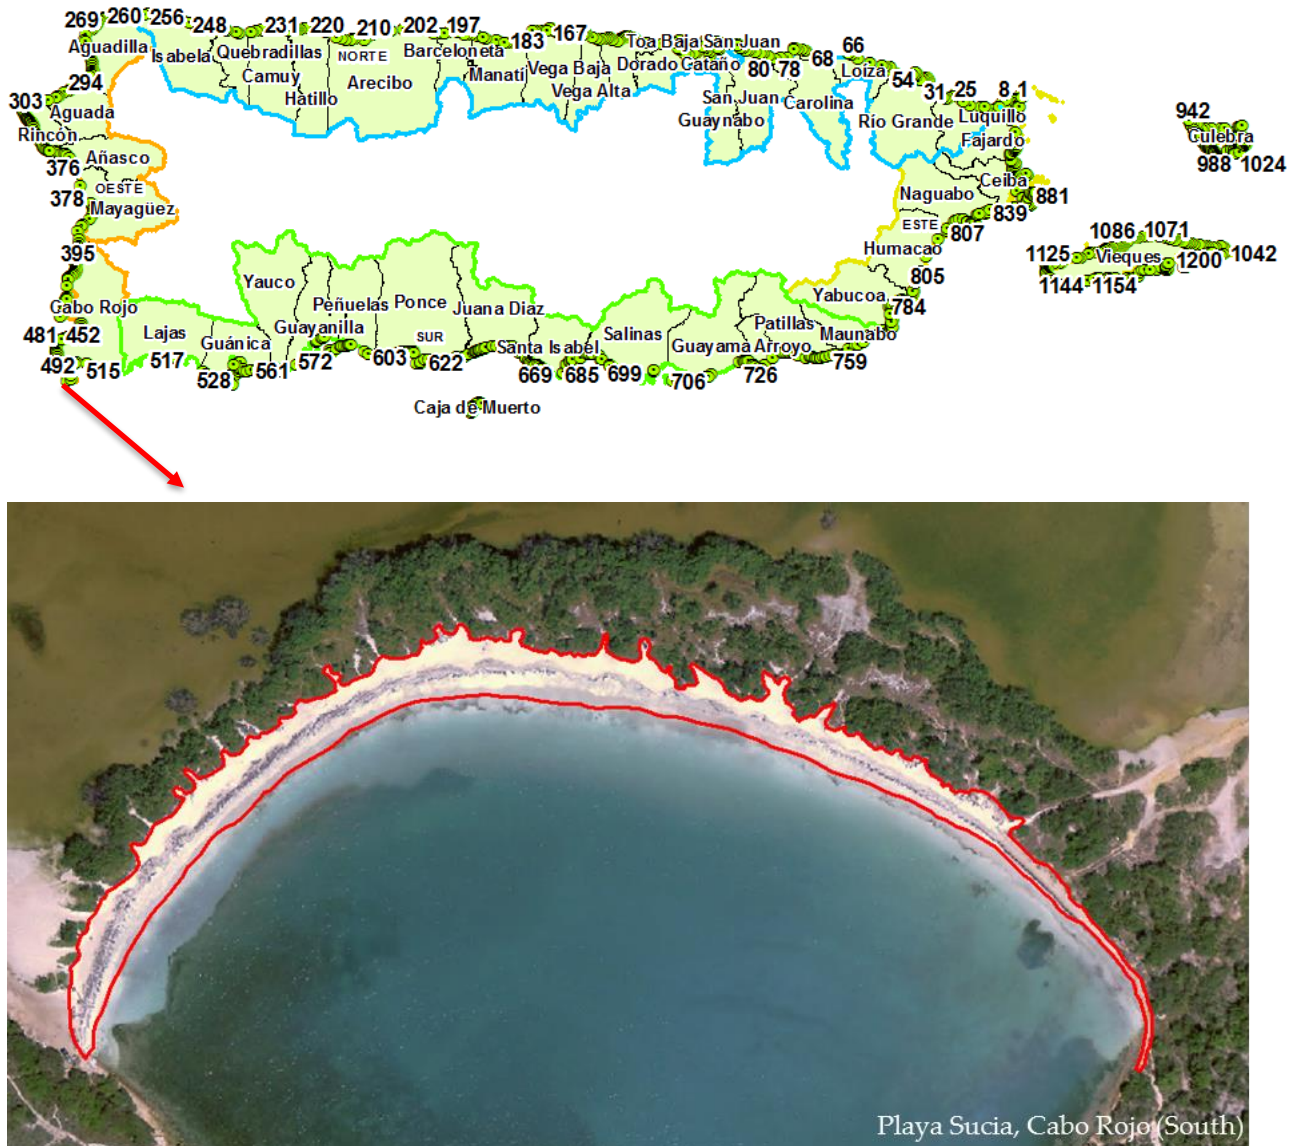 269 260 256 248 231 220 210 202 197 183 167 Toa Baja San Juan 66
Aguadilla Isabela Quebradillas NORTE Barceloneta Vega Baja Dorado Cataño 80 78 68 Loíza 54 31 25 8 1
Camuy Hatillo Arecibo Manatí Vega Alta San Juan Carolina
294 303 Aguada Guaynabo Río Grande Luquillo 942
Rincón Añasco Fajardo Culebra
376 OESTE Ceiba 988 1024
378 Mayagüez Naguabo 881
ESTE 839
807
395 Humacao 1086 1071
Yauco 805 1125 Vieques 1200 1042
Cabo Rojo Peñuelas Ponce Juana Diaz Yabucoa 784 1144 1154
481 452 Lajas Guánica Guayanilla SUR Salinas Patillas Maunabo
492 515 517 528 561 572 603 622 Santa Isabel Guayama Arroyo 759
669 685 699 706 726
Caja de Muerto
Playa Sucia, Cabo Rojo (South)